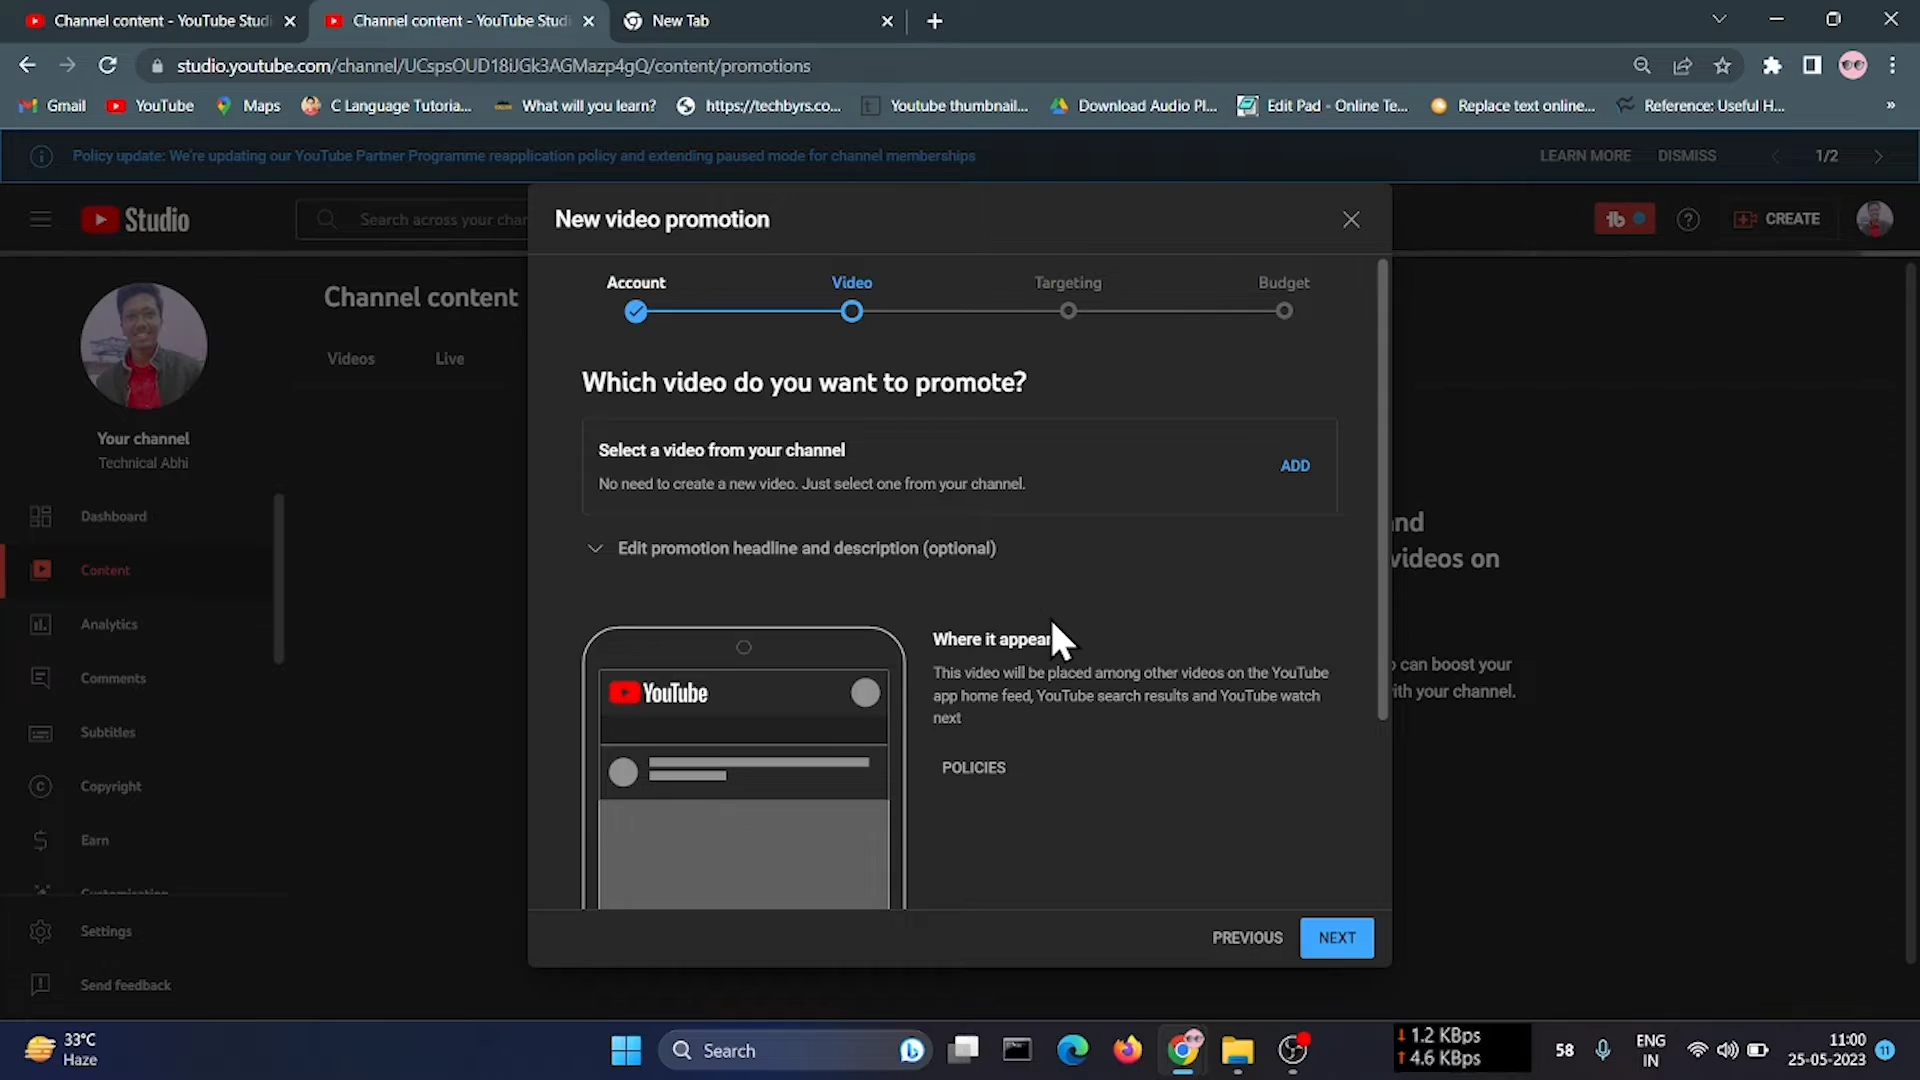 Channel content - YouTube Studi
Channel content - YouTube Studi
New Tab
studio.youtube.com/channel/UCspsOUD18iJGk3AGMazp4gQ/content/promotions
Gmail
YouTube
Maps
C Language Tutoria...
What will you learn?
https://techbyrs.co...
Youtube thumbnail...
Download Audio Pl...
Edit Pad - Online Te...
Replace text online...
Reference: Useful H...
»
Policy update: We're updating our YouTube Partner Programme reapplication policy and extending paused mode for channel memberships
LEARN MORE
DISMISS
1/2
Studio
Search across your chan
New video promotion
CREATE
Account
Video
Targeting
Budget
Channel content
Videos
Live
Which video do you want to promote?
Your channel
Technical Abhi
Select a video from your channel
No need to create a new video. Just select one from your channel.
ADD
Edit promotion headline and description (optional)
Dashboard
Content
Analytics
Comments
Subtitles
Copyright
Earn
Settings
Send feedback
YouTube
Where it appear
This video will be placed among other videos on the YouTube
app home feed, YouTube search results and YouTube watch
next
POLICIES
nd
videos on
can boost your
ith your channel.
PREVIOUS
NEXT
33°C
Haze
Search
1.2 KBps
4.6 KBps
58
ENG
IN
11:00
25-05-2023
11